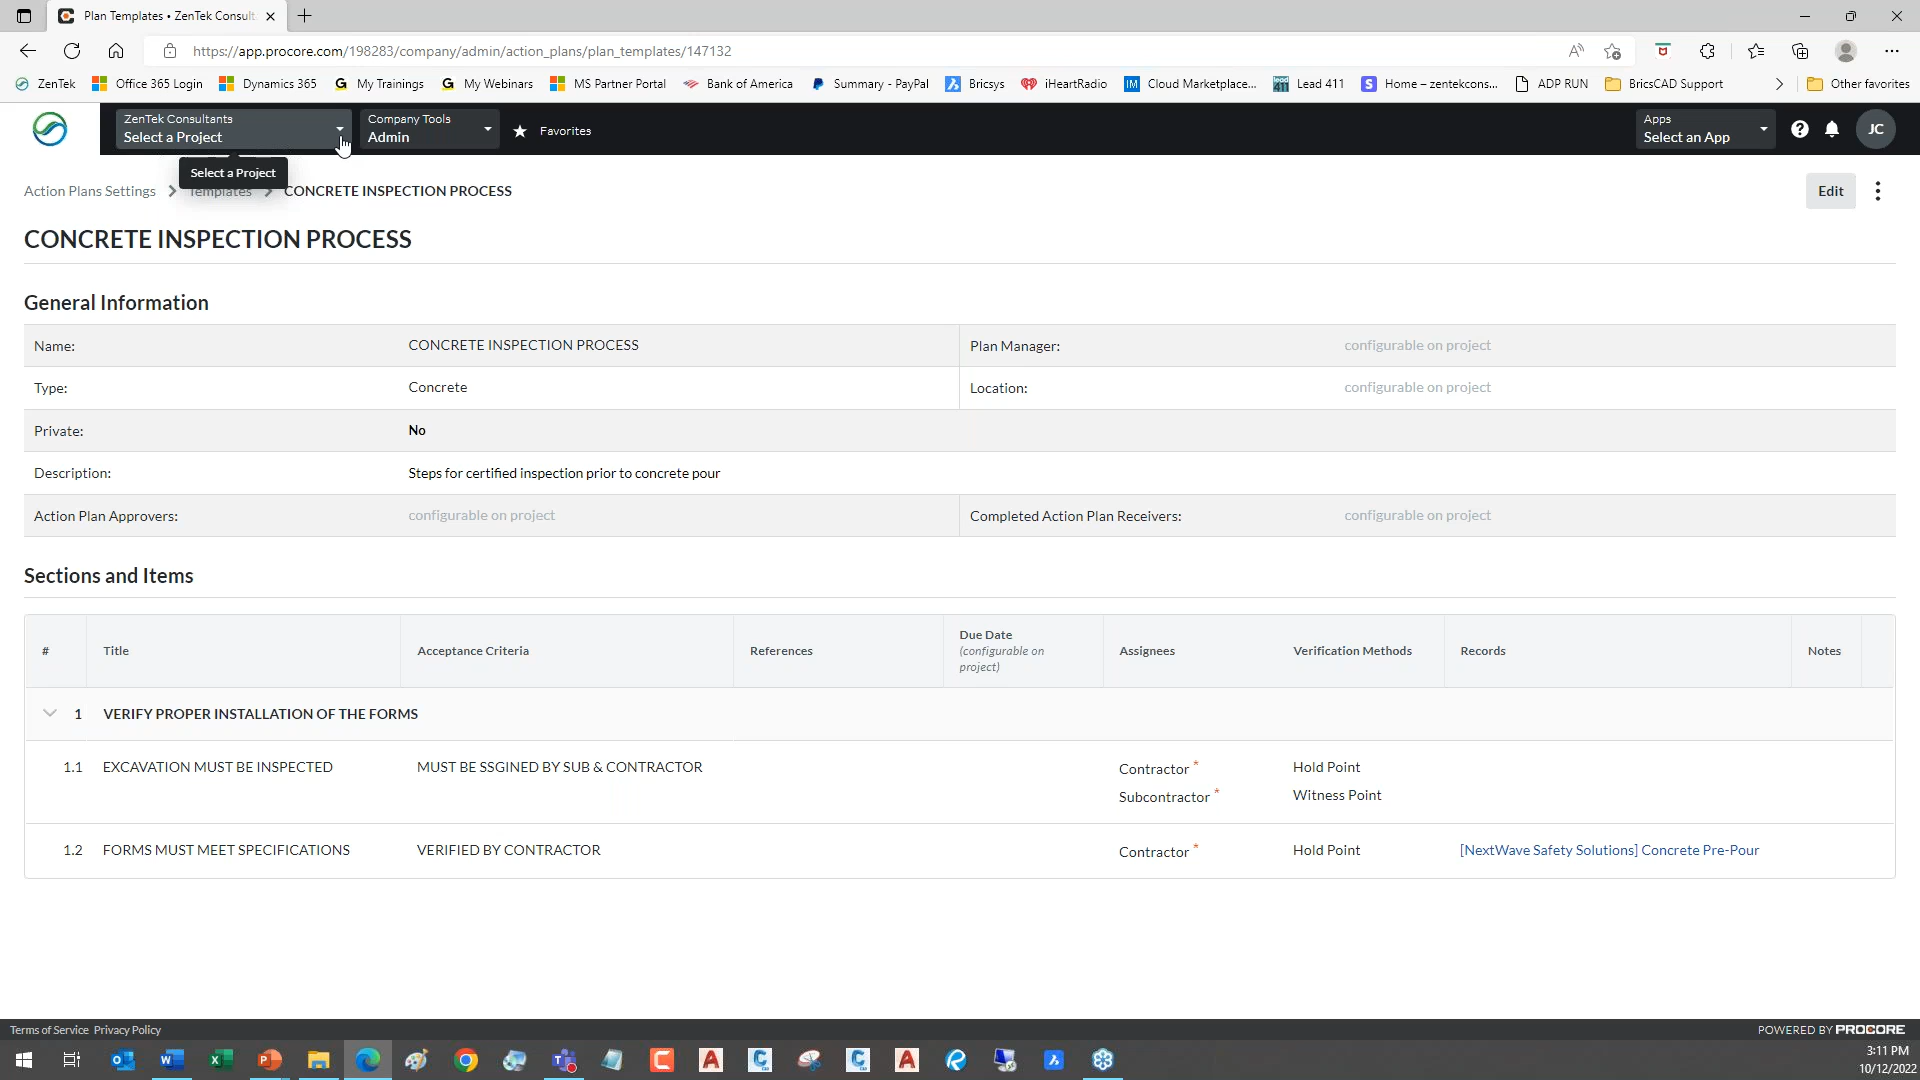 Plan Templates • ZenTek Consult
https://app.procore.com/198283/company/admin/action_plans/plan_templates/147132
ZenTek
Office 365 Login
Dynamics 365
My Trainings
My Webinars
MS Partner Portal
Bank of America
Summary - PayPal
Bricsys
iHeartRadio
Cloud Marketplace...
Lead 411
Home – zentekcons...
ADP RUN
BricsCAD Support
Other favorites
ZenTek Consultants
Select a Project
Company Tools
Admin
Favorites
Apps
Select an App
JC
Select a Project
Action Plans Settings
Templates
CONCRETE INSPECTION PROCESS
Edit
CONCRETE INSPECTION PROCESS
General Information
Name: CONCRETE INSPECTION PROCESS Plan Manager: configurable on project
Type: Concrete Location: configurable on project
Private: No
Description: Steps for certified inspection prior to concrete pour
Action Plan Approvers: configurable on project Completed Action Plan Receivers: configurable on project
Sections and Items
# Title Acceptance Criteria References
Due Date
(configurable on
project)
Assignees Verification Methods Records Notes
1 VERIFY PROPER INSTALLATION OF THE FORMS
1.1 EXCAVATION MUST BE INSPECTED MUST BE SSGINED BY SUB & CONTRACTOR Contractor * Hold Point
Subcontractor * Witness Point
1.2 FORMS MUST MEET SPECIFICATIONS VERIFIED BY CONTRACTOR Contractor * Hold Point [NextWave Safety Solutions] Concrete Pre-Pour
Terms of Service Privacy Policy
POWERED BY PROCORE
3:11 PM
10/12/2022